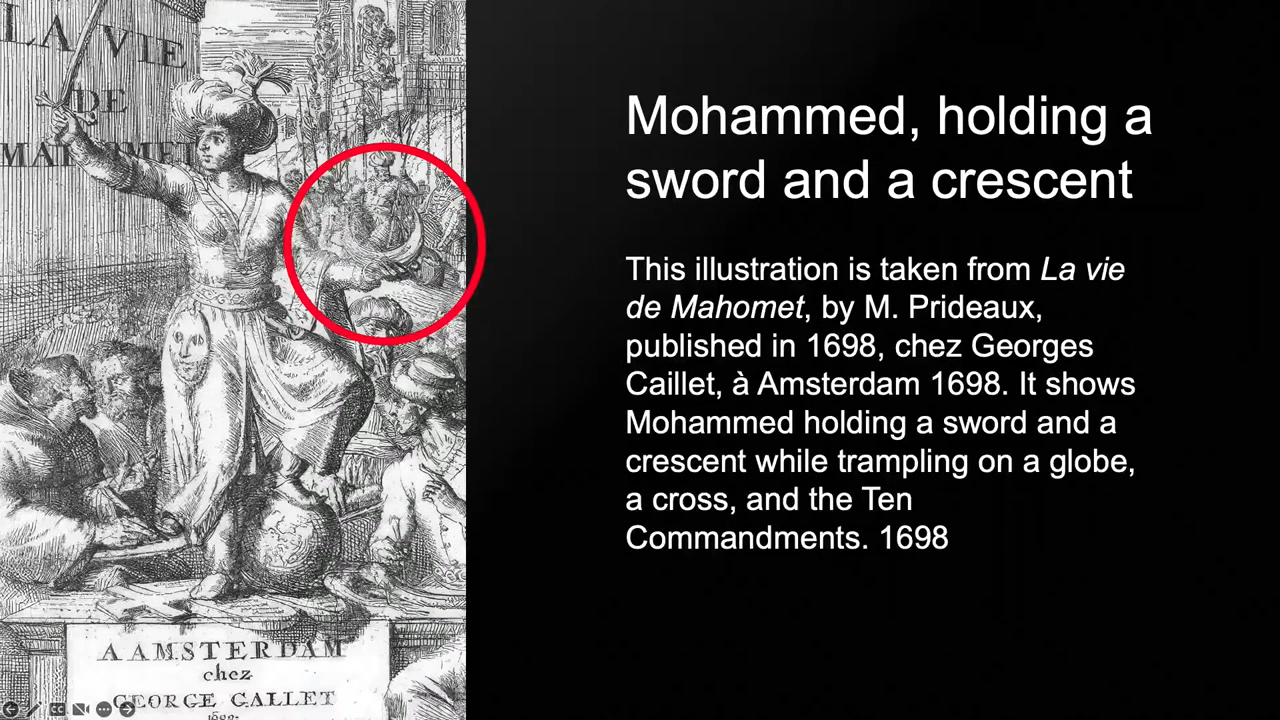 LA VIE
DE
MAHOMET
A AMSTERDAM
chez
GEORGE GALLET
Mohammed, holding a
sword and a crescent
This illustration is taken from La vie
de Mahomet, by M. Prideaux,
published in 1698, chez Georges
Caillet, à Amsterdam 1698. It shows
Mohammed holding a sword and a
crescent while trampling on a globe,
a cross, and the Ten
Commandments. 1698